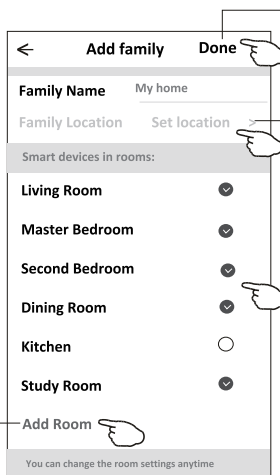 ← Add family Done
Family Name My home
Family Location Set location >
Smart devices in rooms:
Living Room
Master Bedroom
Second Bedroom
Dining Room
Kitchen
Study Room
Add Room
You can change the room settings anytime